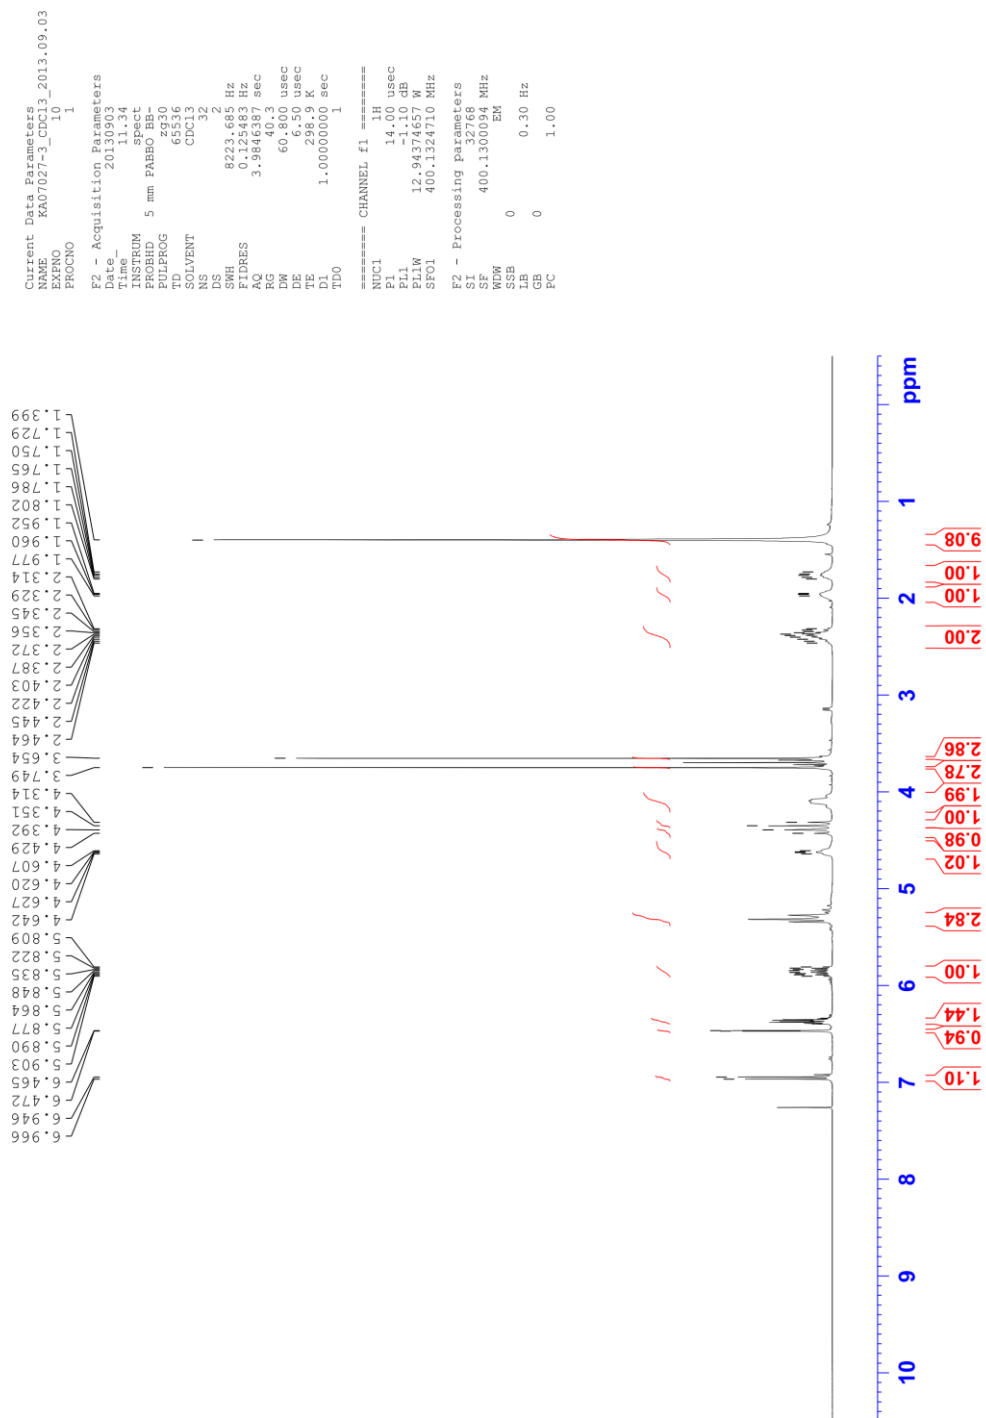 Current Data Parameters
NAME KA07027-3_CDCl3_2013.09.03
EXPNO 10
PROCNO 1
F2 - Acquisition Parameters
Date_ 20130903
Time 11.34
INSTRUM spect
PROBHD 5 mm PABBO BB-
PULPROG zg30
TD 65536
SOLVENT CDCl3
NS 32
DS 2
SWH 8223.685 Hz
FIDRES 0.125483 Hz
AQ 3.9846387 sec
RG 40.3
DW 60.800 usec
DE 6.50 usec
TE 298.9 K
D1 1.00000000 sec
TD0 1
======== CHANNEL f1 ========
NUC1 1H
P1 14.00 usec
PL1 -1.10 dB
PL1W 12.94374657 W
SFO1 400.1324710 MHz
F2 - Processing parameters
SI 32768
SF 400.1300094 MHz
WDW EM
SSB 0
LB 0.30 Hz
GB 0
PC 1.00
1.399
1.729
1.750
1.765
1.786
1.802
1.952
1.960
1.977
2.314
2.329
2.345
2.356
2.372
2.387
2.403
2.422
2.445
2.464
3.654
3.749
4.314
4.351
4.392
4.429
4.607
4.620
4.627
4.642
5.809
5.822
5.835
5.848
5.864
5.877
5.890
5.903
6.465
6.472
6.946
6.966
ppm
1
2
3
4
5
6
7
8
9
10
9.08
1.00
1.00
2.00
2.86
2.78
1.99
1.00
0.98
1.02
2.84
1.00
1.44
0.94
1.10